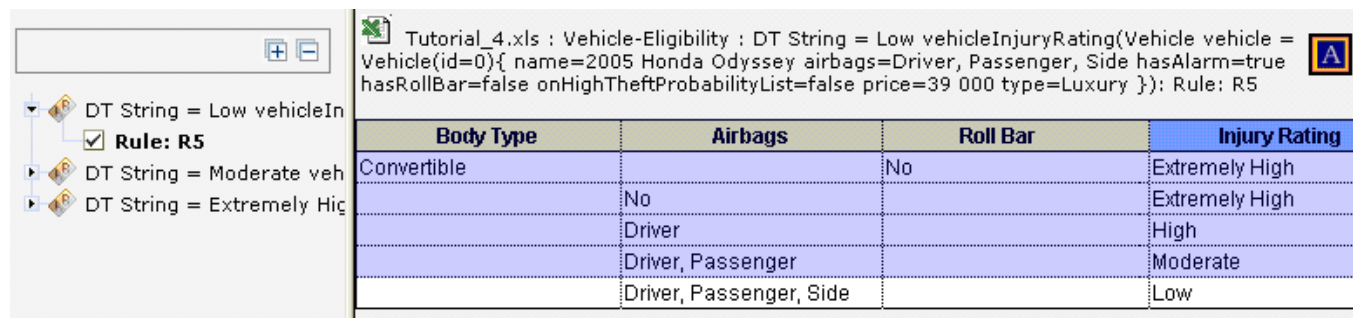 DT String = Low vehicleIn
Rule: R5
DT String = Moderate veh
DT String = Extremely Hig
Tutorial_4.xls : Vehicle-Eligibility : DT String = Low vehicleInjuryRating(Vehicle vehicle =
Vehicle(id=0){ name=2005 Honda Odyssey airbags=Driver, Passenger, Side hasAlarm=true
hasRollBar=false onHighTheftProbabilityList=false price=39 000 type=Luxury }): Rule: R5
A
Body Type Airbags Roll Bar Injury Rating
Convertible No Extremely High
No Extremely High
Driver High
Driver, Passenger Moderate
Driver, Passenger, Side Low